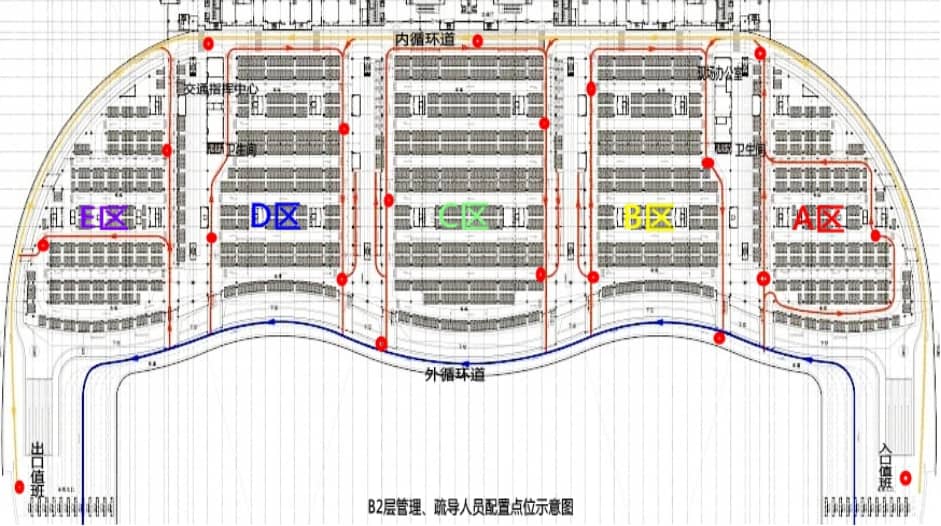 内循环道
现场办公室
交通指挥中心
卫生间
卫生间
E区
D区
C区
B区
A区
外循环道
出口值班
入口值班
B2层管理、疏导人员配置点位示意图